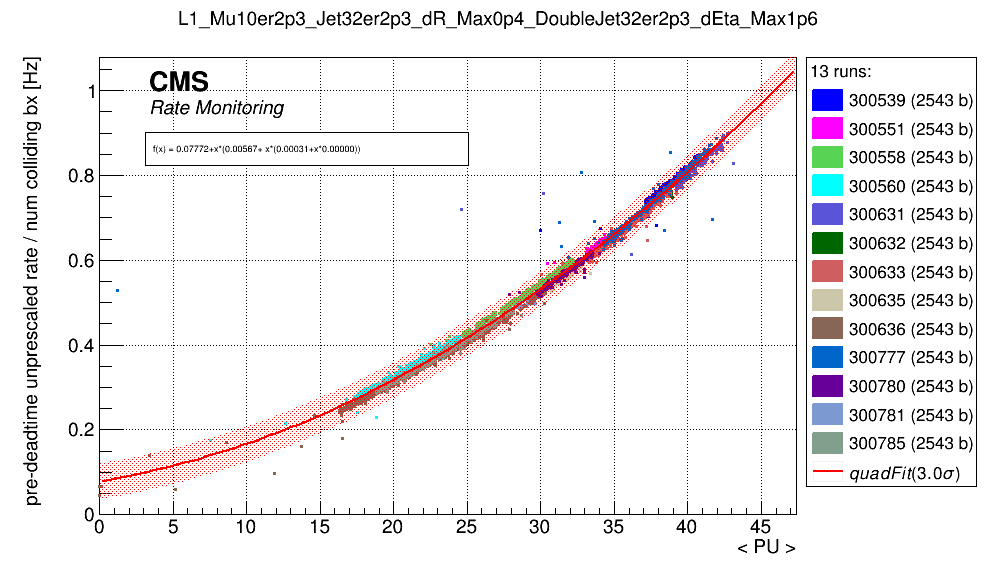 L1_Mu10er2p3_Jet32er2p3_dR_Max0p4_DoubleJet32er2p3_dEta_Max1p6
pre-deadtime unprescaled rate / num colliding bx [Hz]
CMS
Rate Monitoring
f(x) = 0.07772+x*(0.00567+ x*(0.00031+x*0.00000))
1
0.8
0.6
0.4
0.2
0
0 5 10 15 20 25 30 35 40 45
< PU >
13 runs:
300539 (2543 b)
300551 (2543 b)
300558 (2543 b)
300560 (2543 b)
300631 (2543 b)
300632 (2543 b)
300633 (2543 b)
300635 (2543 b)
300636 (2543 b)
300777 (2543 b)
300780 (2543 b)
300781 (2543 b)
300785 (2543 b)
quadFit(3.0σ)